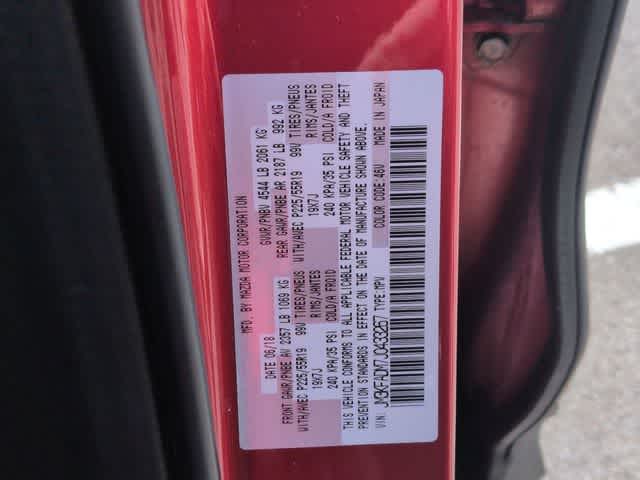 MFD. BY MAZDA MOTOR CORPORATION
DATE 06/18 GVWR/PNBV 4544 LB 2061 KG
FRONT GAWR/PNBE AV 2357 LB 1069 KG REAR GAWR/PNBE AR 2187 LB 992 KG
WITH/AVEC P225/55R19 99V TIRES/PNEUS WITH/AVEC P225/55R19 99V TIRES/PNEUS
19X7J RIMS/JANTES 19X7J RIMS/JANTES
240 KPA/35 PSI COLD/A FROID 240 KPA/35 PSI COLD/A FROID
THIS VEHICLE CONFORMS TO ALL APPLICABLE FEDERAL MOTOR VEHICLE SAFETY AND THEFT
PREVENTION STANDARDS IN EFFECT ON THE DATE OF MANUFACTURE SHOWN ABOVE.
COLOR CODE:46V MADE IN JAPAN
VIN: JM3KFADM7J0433267 TYPE:MPV